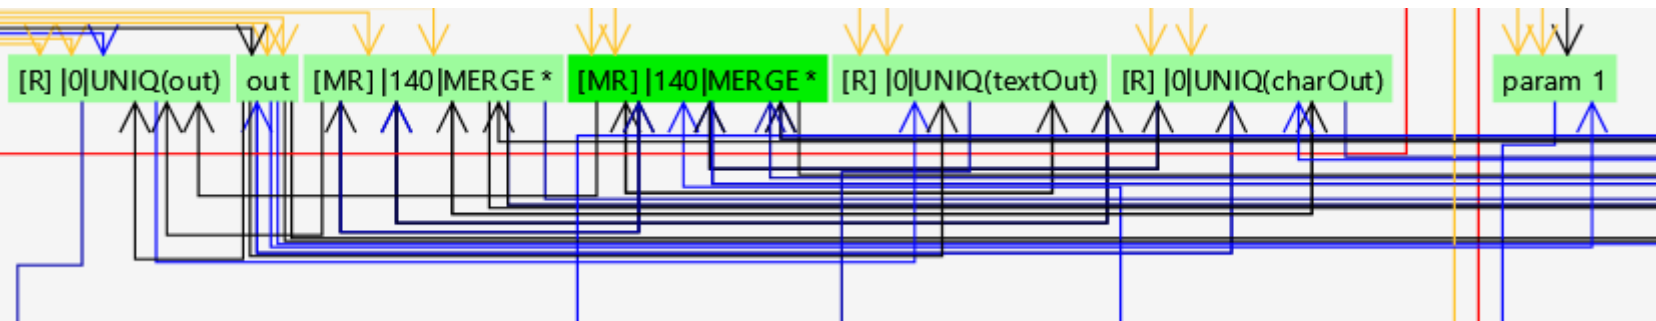 [R] |0|UNIQ(out) out [MR] |140|MERGE * [MR] |140|MERGE * [R] |0|UNIQ(textOut) [R] |0|UNIQ(charOut) param 1